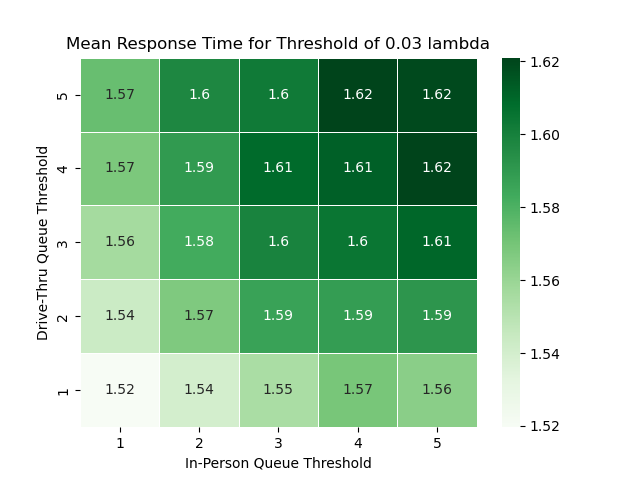 Mean Response Time for Threshold of 0.03 lambda
Drive-Thru Queue Threshold
5 1.57 1.6 1.6 1.62 1.62
4 1.57 1.59 1.61 1.61 1.62
3 1.56 1.58 1.6 1.6 1.61
2 1.54 1.57 1.59 1.59 1.59
1 1.52 1.54 1.55 1.57 1.56
1 2 3 4 5
In-Person Queue Threshold
1.62
1.60
1.58
1.56
1.54
1.52